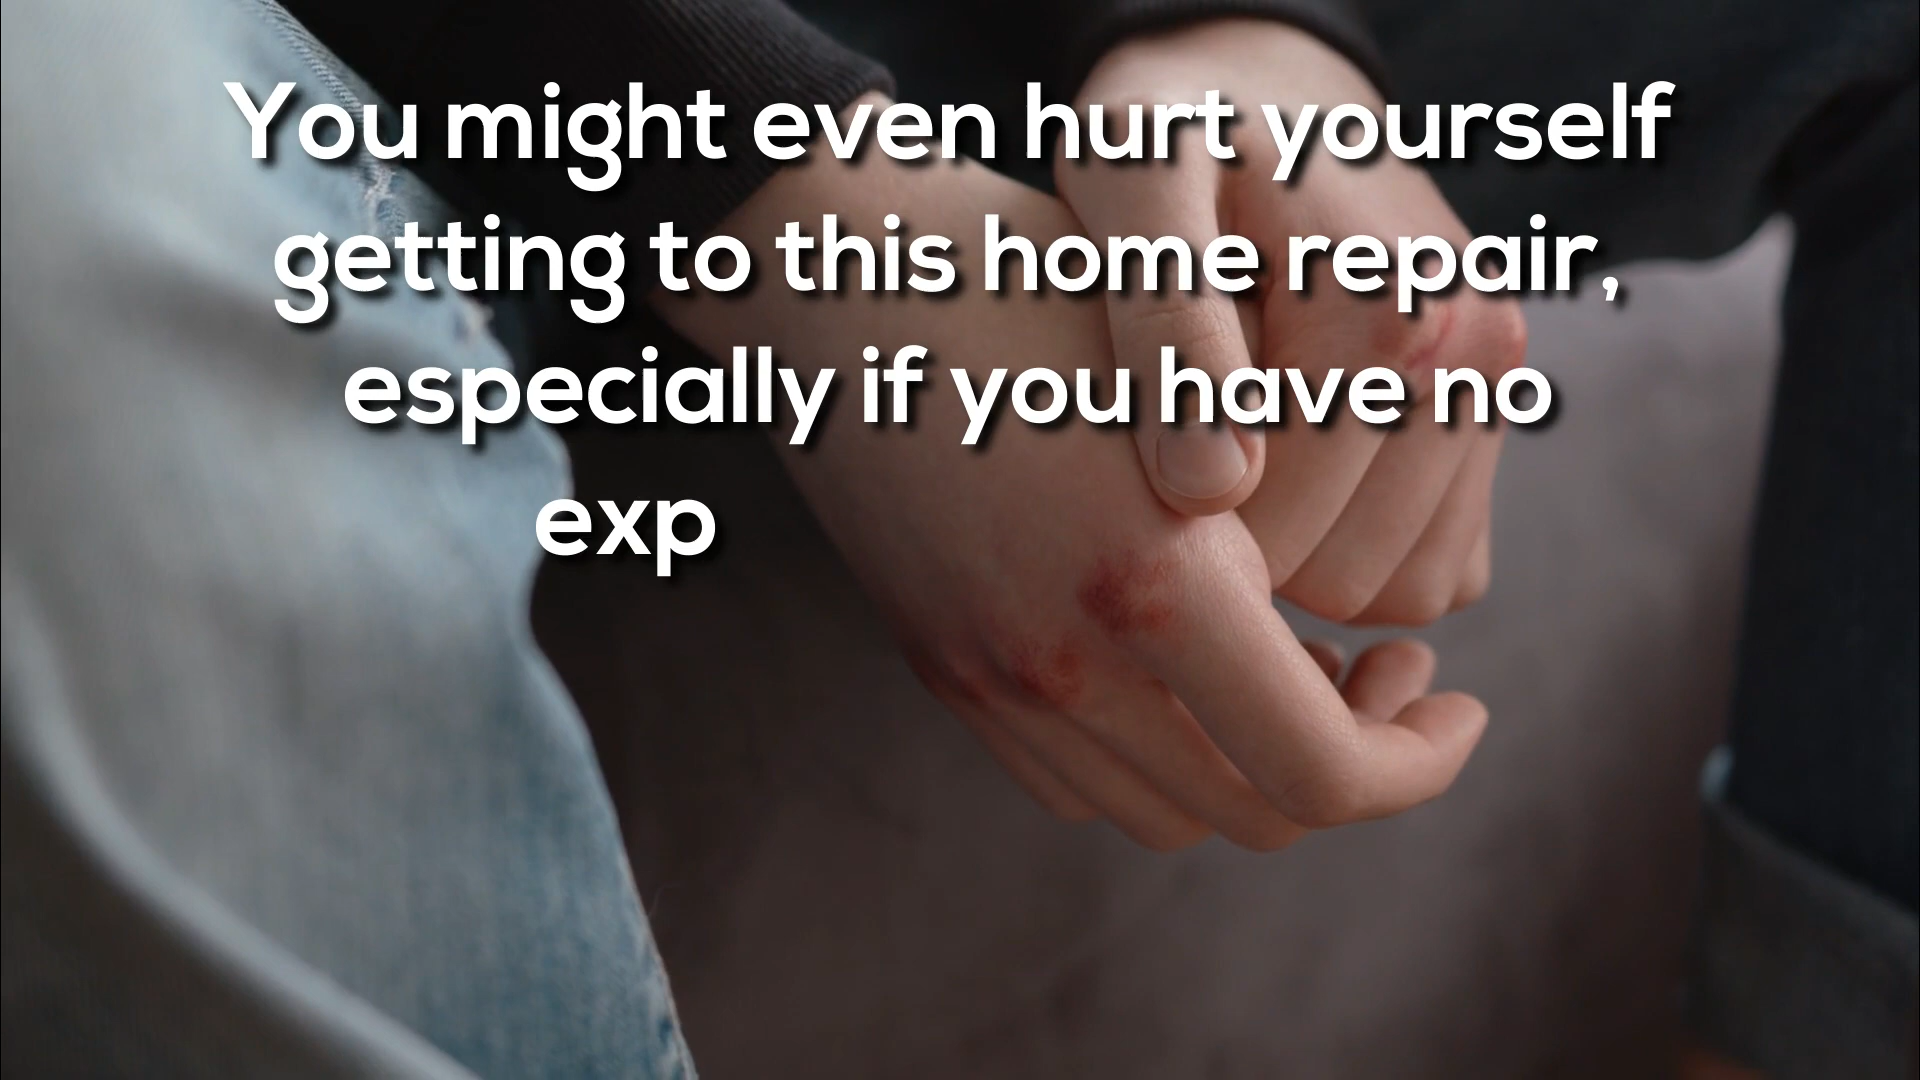 You might even hurt yourself
getting to this home repair,
especially if you have no
exp